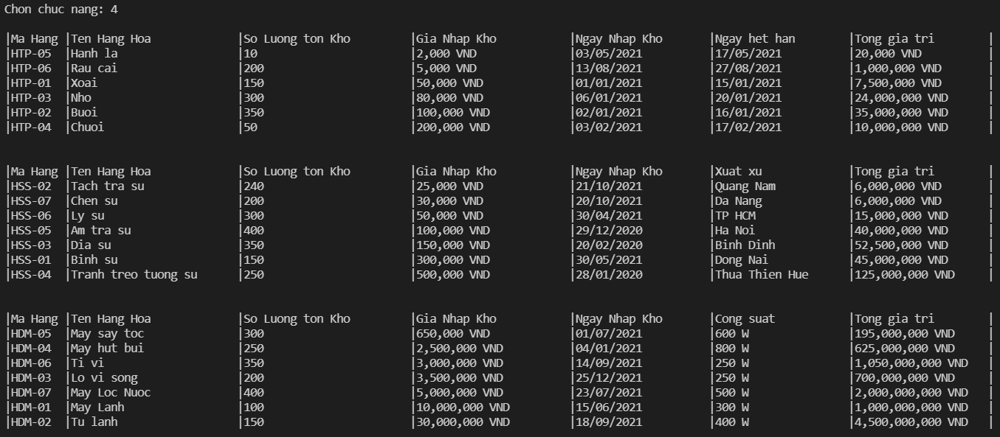 Chon chuc nang: 4
|Ma Hang |Ten Hang Hoa |So Luong ton Kho |Gia Nhap Kho |Ngay Nhap Kho |Ngay het han |Tong gia tri |
|HTP-05 |Hanh la |10 |2,000 VND |03/05/2021 |17/05/2021 |20,000 VND |
|HTP-06 |Rau cai |200 |5,000 VND |13/08/2021 |27/08/2021 |1,000,000 VND |
|HTP-01 |Xoai |150 |50,000 VND |01/01/2021 |15/01/2021 |7,500,000 VND |
|HTP-03 |Nho |300 |80,000 VND |06/01/2021 |20/01/2021 |24,000,000 VND |
|HTP-02 |Buoi |350 |100,000 VND |02/01/2021 |16/01/2021 |35,000,000 VND |
|HTP-04 |Chuoi |50 |200,000 VND |03/02/2021 |17/02/2021 |10,000,000 VND |
|Ma Hang |Ten Hang Hoa |So Luong ton Kho |Gia Nhap Kho |Ngay Nhap Kho |Xuat xu |Tong gia tri |
|HSS-02 |Tach tra su |240 |25,000 VND |21/10/2021 |Quang Nam |6,000,000 VND |
|HSS-07 |Chen su |200 |30,000 VND |20/10/2021 |Da Nang |6,000,000 VND |
|HSS-06 |Ly su |300 |50,000 VND |30/04/2021 |TP HCM |15,000,000 VND |
|HSS-05 |Am tra su |400 |100,000 VND |29/12/2020 |Ha Noi |40,000,000 VND |
|HSS-03 |Dia su |350 |150,000 VND |20/02/2020 |Binh Dinh |52,500,000 VND |
|HSS-01 |Binh su |150 |300,000 VND |30/05/2021 |Dong Nai |45,000,000 VND |
|HSS-04 |Tranh treo tuong su |250 |500,000 VND |28/01/2020 |Thua Thien Hue |125,000,000 VND |
|Ma Hang |Ten Hang Hoa |So Luong ton Kho |Gia Nhap Kho |Ngay Nhap Kho |Cong suat |Tong gia tri |
|HDM-05 |May say toc |300 |650,000 VND |01/07/2021 |600 W |195,000,000 VND |
|HDM-04 |May hut bui |250 |2,500,000 VND |04/01/2021 |800 W |625,000,000 VND |
|HDM-06 |Ti vi |350 |3,000,000 VND |14/09/2021 |250 W |1,050,000,000 VND |
|HDM-03 |Lo vi song |200 |3,500,000 VND |25/12/2021 |250 W |700,000,000 VND |
|HDM-07 |May Loc Nuoc |400 |5,000,000 VND |23/07/2021 |500 W |2,000,000,000 VND |
|HDM-01 |May Lanh |100 |10,000,000 VND |15/06/2021 |300 W |1,000,000,000 VND |
|HDM-02 |Tu lanh |150 |30,000,000 VND |18/09/2021 |400 W |4,500,000,000 VND |